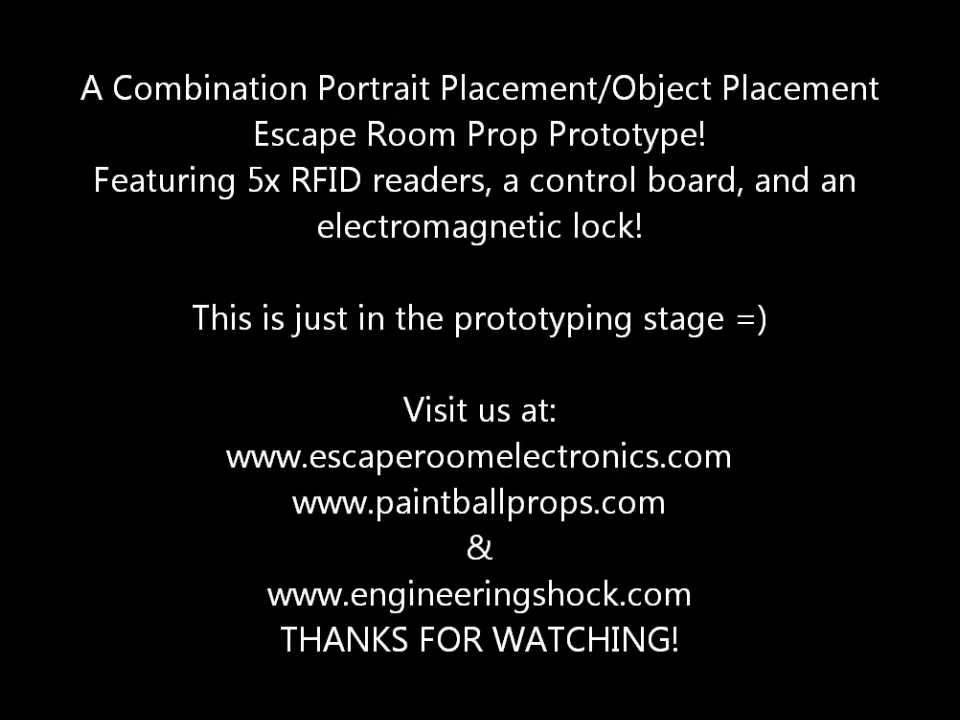 A Combination Portrait Placement/Object Placement
Escape Room Prop Prototype!
Featuring 5x RFID readers, a control board, and an
electromagnetic lock!
This is just in the prototyping stage =)
Visit us at:
www.escaperoomelectronics.com
www.paintballprops.com
&
www.engineeringshock.com
THANKS FOR WATCHING!